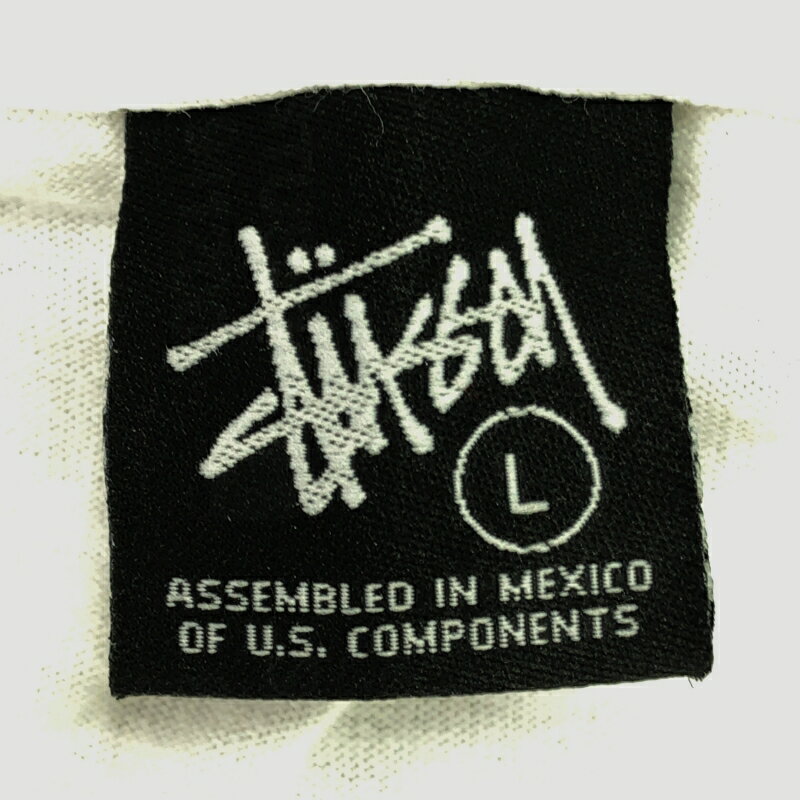 Stüssy
L
ASSEMBLED IN MEXICO
OF U.S. COMPONENTS